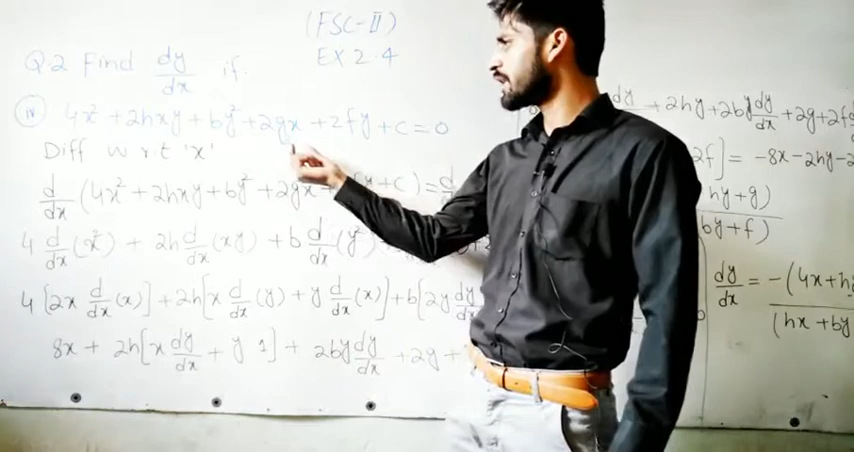 (FSC-II)
EX 2.4
Q.2 Find dy/dx if
(iv) 4x² + 2hxy + by² + 2gx + 2fy + c = 0
Diff w r t 'x'
d/dx (4x² + 2hxy + by² + 2gx + fy + c) = d
4 d/dx (x²) + 2h d/dx (xy) + b d/dx (y²)
4 [2x d/dx (x)] + 2h [x d/dx (y) + y d/dx (x)] + b [2y dy/dx
8x + 2h [x dy/dx + y 1] + 2by dy/dx + 2g +
dy/dx + 2hy + 2by dy/dx + 2g + 2f
2f] = -8x - 2hy - 2
hy + g)
by + f)
dy/dx = -(4x + hy
(hx + by